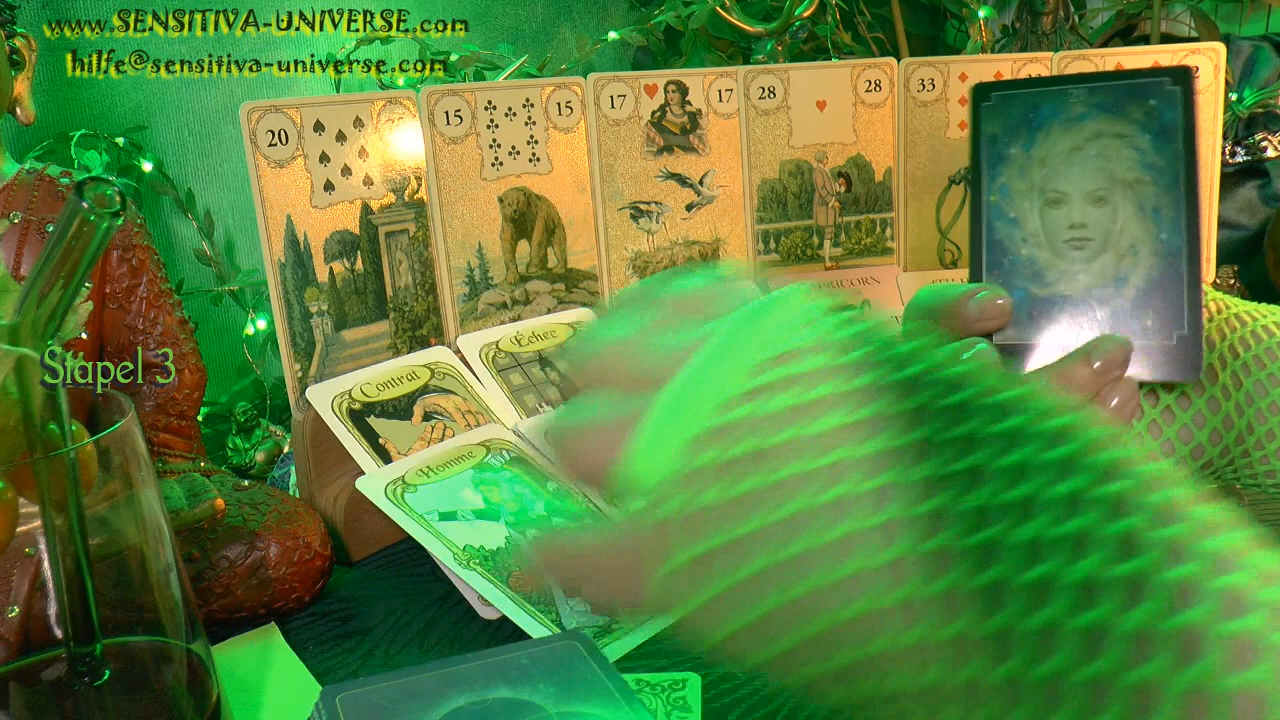 www.SENSITIVA-UNIVERSE.com
hilfe@sensitiva-universe.com
20
15 15
17 17
28 28
33
Stapel 3
Contrat
Échec
Homme